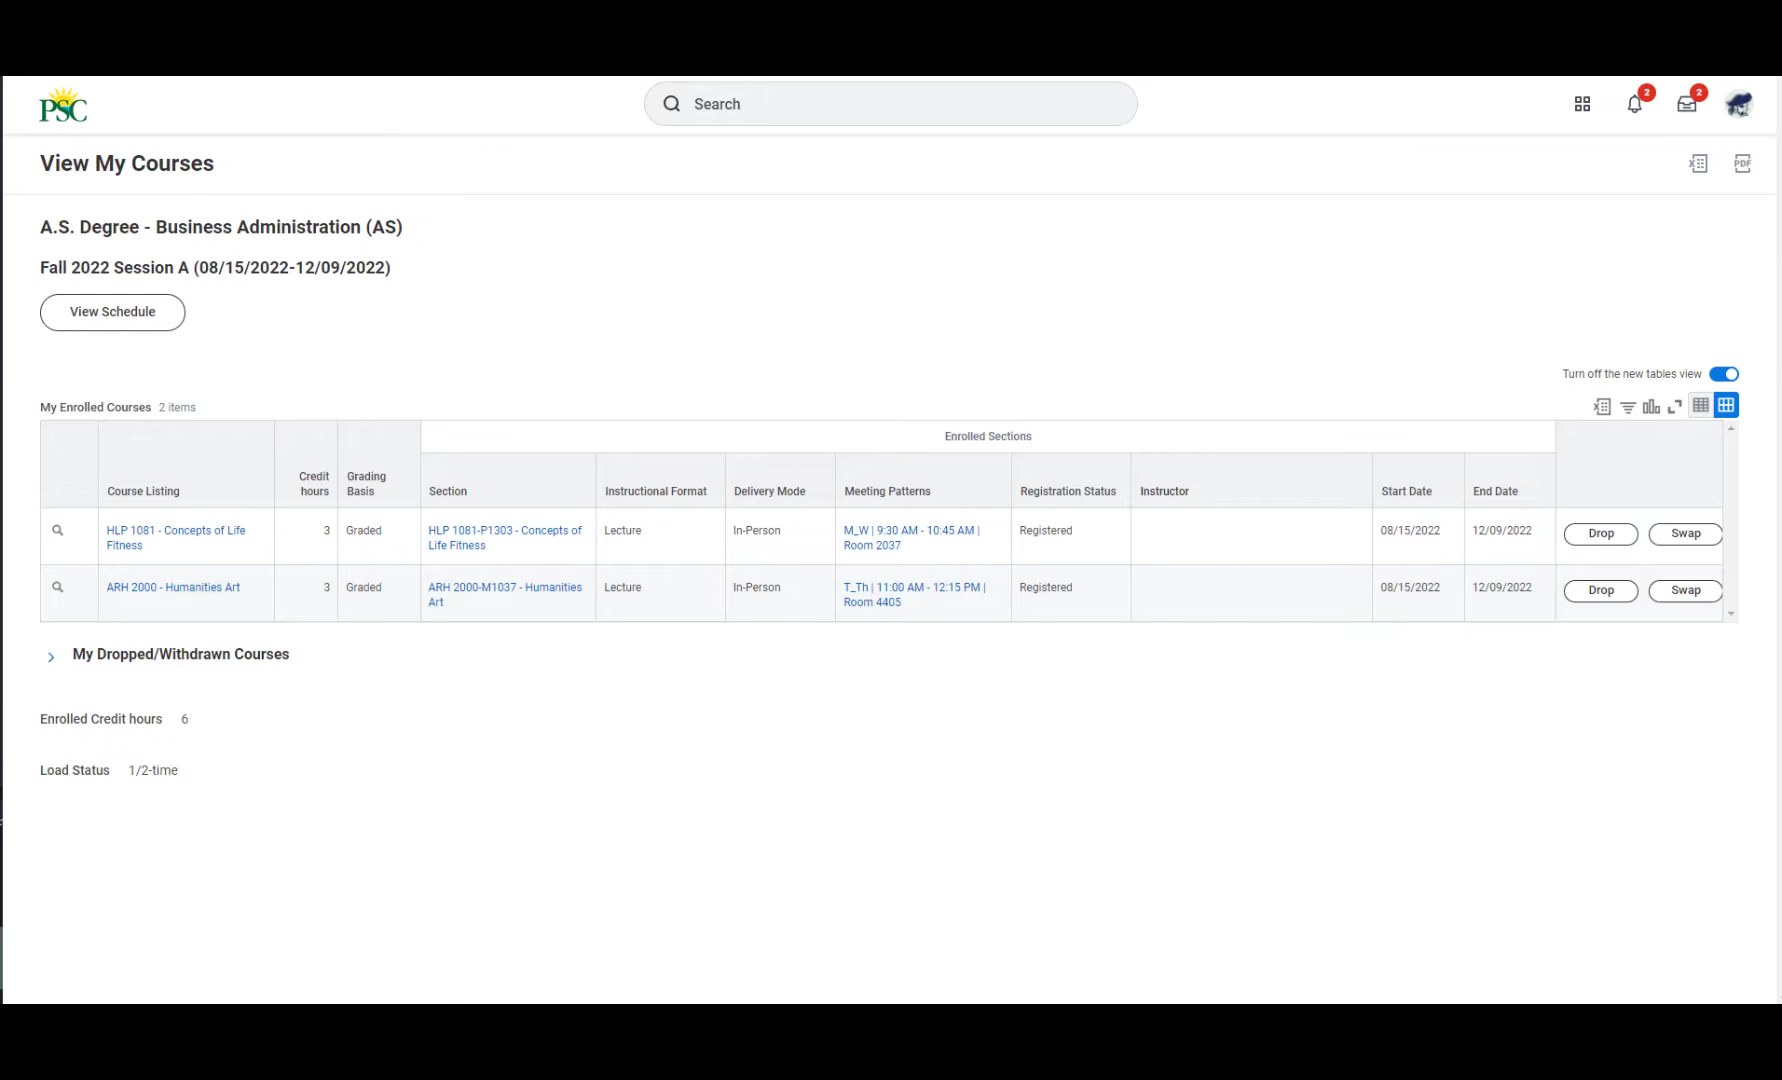 PSC
Search
2
2
View My Courses
PDF
A.S. Degree - Business Administration (AS)
Fall 2022 Session A (08/15/2022-12/09/2022)
View Schedule
Turn off the new tables view
My Enrolled Courses 2 items
Enrolled Sections
Course Listing
Credit
hours
Grading
Basis
Section
Instructional Format
Delivery Mode
Meeting Patterns
Registration Status
Instructor
Start Date
End Date
HLP 1081 - Concepts of Life
Fitness
3
Graded
HLP 1081-P1303 - Concepts of
Life Fitness
Lecture
In-Person
M_W | 9:30 AM - 10:45 AM |
Room 2037
Registered
08/15/2022
12/09/2022
Drop
Swap
ARH 2000 - Humanities Art
3
Graded
ARH 2000-M1037 - Humanities
Art
Lecture
In-Person
T_Th | 11:00 AM - 12:15 PM |
Room 4405
Registered
08/15/2022
12/09/2022
Drop
Swap
My Dropped/Withdrawn Courses
Enrolled Credit hours 6
Load Status 1/2-time